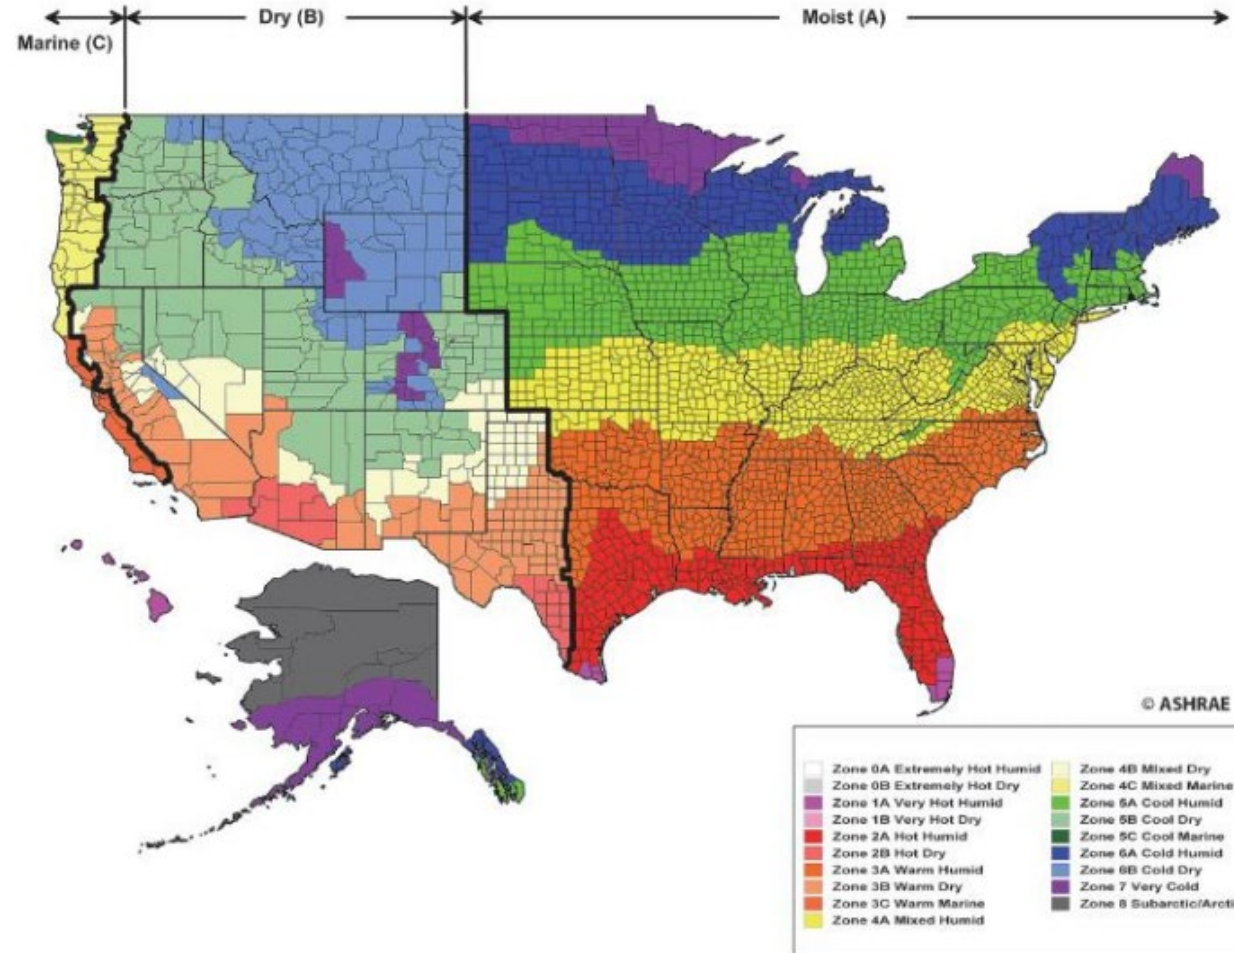 Dry (B)
Moist (A)
Marine (C)
© ASHRAE
Zone 0A Extremely Hot Humid
Zone 0B Extremely Hot Dry
Zone 1A Very Hot Humid
Zone 1B Very Hot Dry
Zone 2A Hot Humid
Zone 2B Hot Dry
Zone 3A Warm Humid
Zone 3B Warm Dry
Zone 3C Warm Marine
Zone 4A Mixed Humid
Zone 4B Mixed Dry
Zone 4C Mixed Marine
Zone 5A Cool Humid
Zone 5B Cool Dry
Zone 5C Cool Marine
Zone 6A Cold Humid
Zone 6B Cold Dry
Zone 7 Very Cold
Zone 8 Subarctic/Arcti